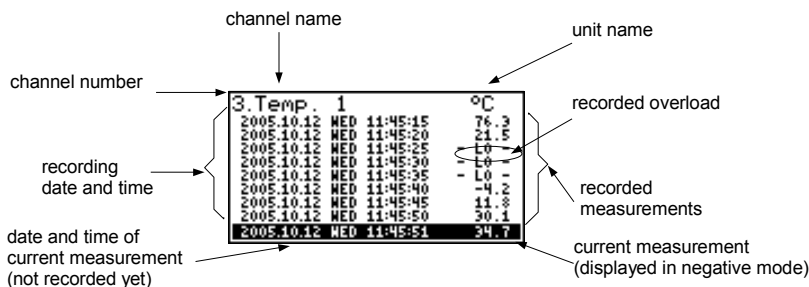 channel name
unit name
channel number
recorded overload
3.Temp. 1 °C
2005.10.12 WED 11:45:15 76.3
2005.10.12 WED 11:45:20 21.5
2005.10.12 WED 11:45:25 - LO -
2005.10.12 WED 11:45:30 - LO -
2005.10.12 WED 11:45:35 - LO -
2005.10.12 WED 11:45:40 -4.2
2005.10.12 WED 11:45:45 11.8
2005.10.12 WED 11:45:50 30.1
2005.10.12 WED 11:45:51 34.7
recording
date and time
recorded
measurements
date and time of
current measurement
(not recorded yet)
current measurement
(displayed in negative mode)